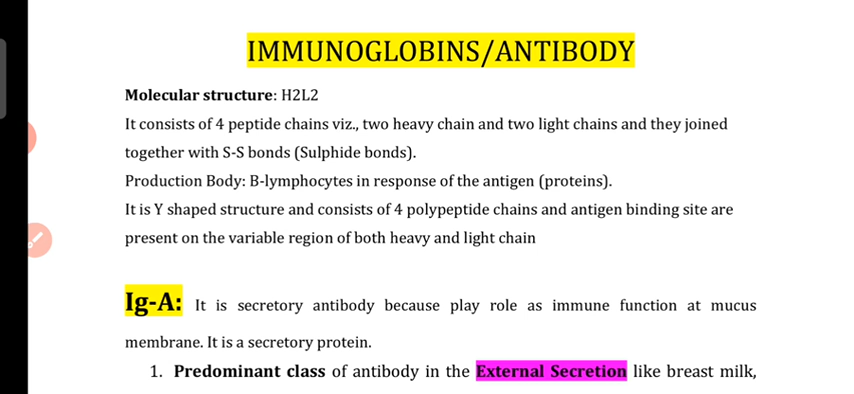 IMMUNOGLOBINS/ANTIBODY
Molecular structure: H2L2
It consists of 4 peptide chains viz., two heavy chain and two light chains and they joined
together with S-S bonds (Sulphide bonds).
Production Body: B-lymphocytes in response of the antigen (proteins).
It is Y shaped structure and consists of 4 polypeptide chains and antigen binding site are
present on the variable region of both heavy and light chain
Ig-A: It is secretory antibody because play role as immune function at mucus
membrane. It is a secretory protein.
1. Predominant class of antibody in the External Secretion like breast milk,